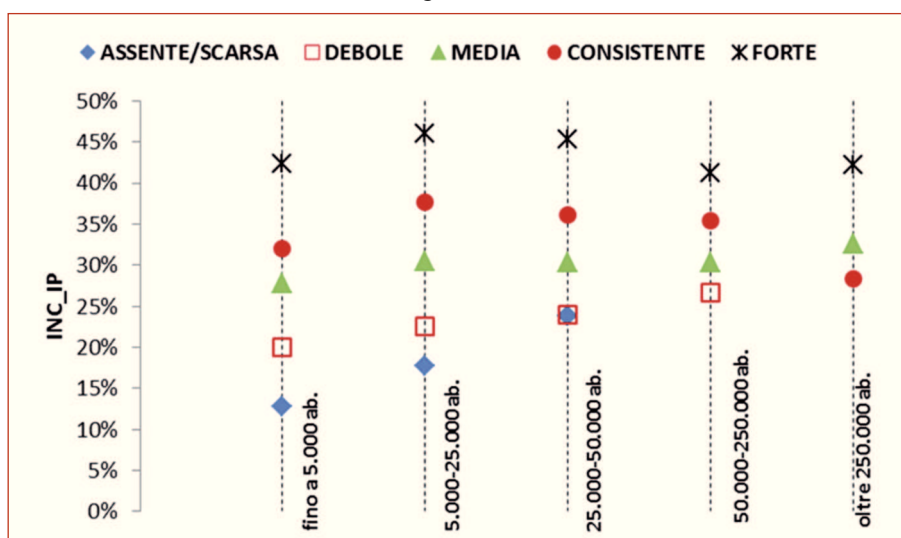 ASSENTE/SCARSA DEBOLE MEDIA CONSISTENTE FORTE
50%
45%
40%
35%
30%
25%
20%
15%
10%
5%
0%
INC_IP
fino a 5.000 ab.
5.000-25.000 ab.
25.000-50.000 ab.
50.000-250.000 ab.
oltre 250.000 ab.